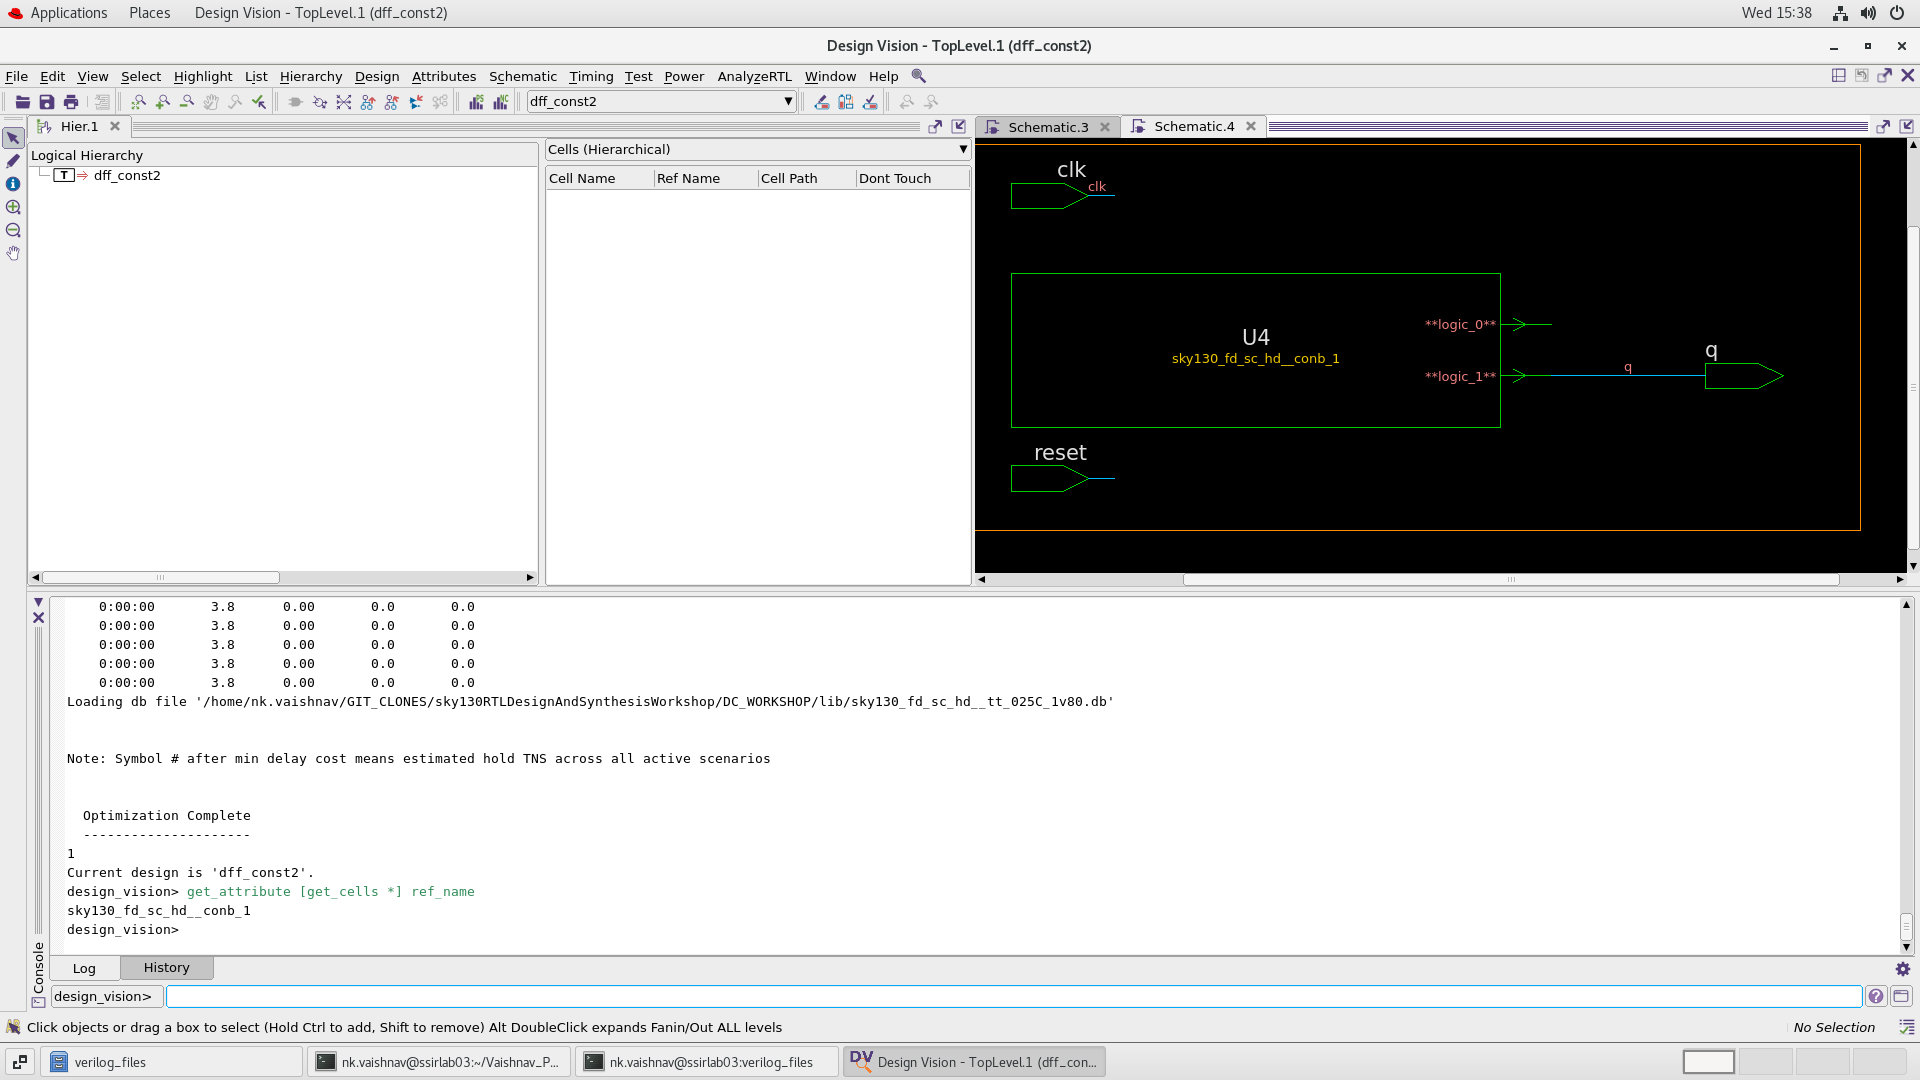 Applications Places Design Vision - TopLevel.1 (dff_const2) Wed 15:38
Design Vision - TopLevel.1 (dff_const2)
File Edit View Select Highlight List Hierarchy Design Attributes Schematic Timing Test Power AnalyzeRTL Window Help
dff_const2
Hier.1
Schematic.3 Schematic.4
Logical Hierarchy
T dff_const2
Cells (Hierarchical)
Cell Name Ref Name Cell Path Dont Touch
clk
clk
**logic_0**
U4
sky130_fd_sc_hd__conb_1
**logic_1**
q
q
reset
0:00:00 3.8 0.00 0.0 0.0
0:00:00 3.8 0.00 0.0 0.0
0:00:00 3.8 0.00 0.0 0.0
0:00:00 3.8 0.00 0.0 0.0
0:00:00 3.8 0.00 0.0 0.0
Loading db file '/home/nk.vaishnav/GIT_CLONES/sky130RTLDesignAndSynthesisWorkshop/DC_WORKSHOP/lib/sky130_fd_sc_hd__tt_025C_1v80.db'
Note: Symbol # after min delay cost means estimated hold TNS across all active scenarios
Optimization Complete
---------------------
1
Current design is 'dff_const2'.
design_vision> get_attribute [get_cells *] ref_name
sky130_fd_sc_hd__conb_1
design_vision>
Console
Log History
design_vision>
Click objects or drag a box to select (Hold Ctrl to add, Shift to remove) Alt DoubleClick expands Fanin/Out ALL levels
No Selection
verilog_files
nk.vaishnav@ssirlab03:~/Vaishnav_P...
nk.vaishnav@ssirlab03:verilog_files
DV Design Vision - TopLevel.1 (dff_con...